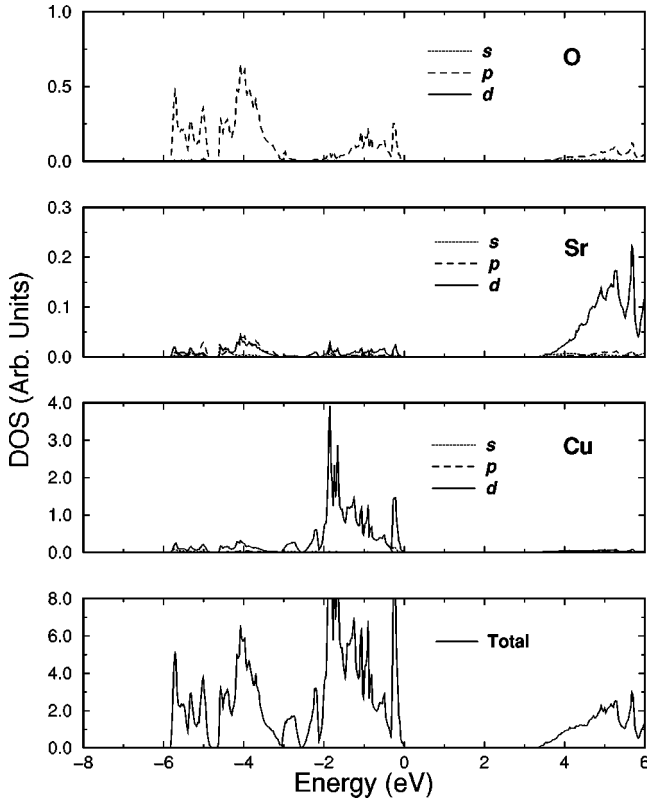 1.0
0.5
0.0
s
p
d
O
0.3
0.2
0.1
0.0
s
p
d
Sr
4.0
3.0
2.0
1.0
0.0
s
p
d
Cu
8.0
6.0
4.0
2.0
0.0
Total
−8 −6 −4 −2 0 2 4 6
Energy (eV)
DOS (Arb. Units)